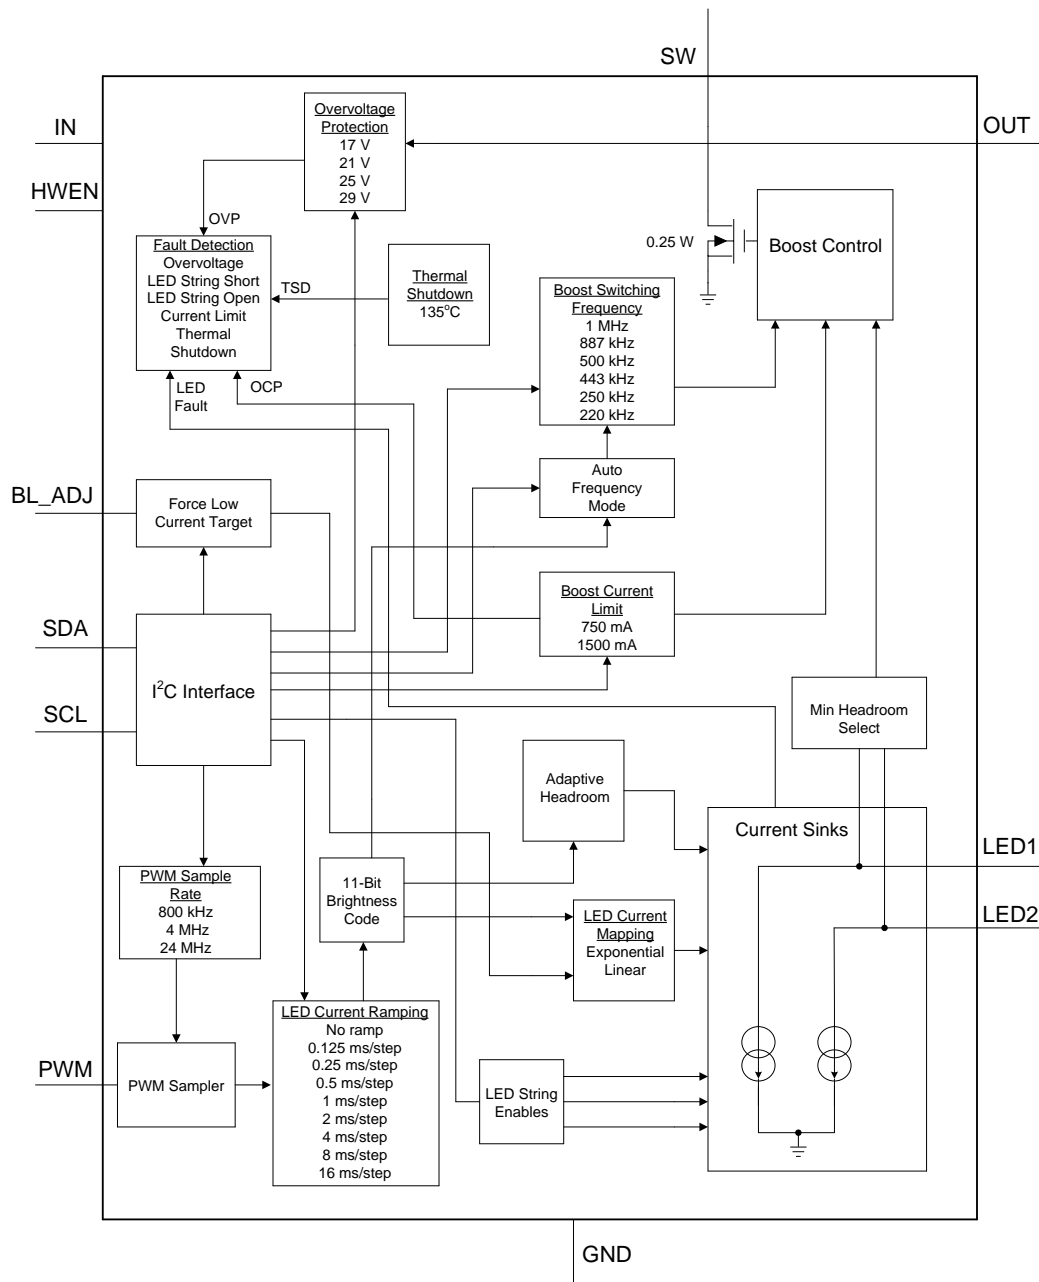 SW
IN
HWEN
OUT
Overvoltage
Protection
17 V
21 V
25 V
29 V
OVP
Fault Detection
Overvoltage
LED String Short
LED String Open
Current Limit
Thermal
Shutdown
TSD
Thermal
Shutdown
135°C
LED
Fault
OCP
0.25 W
Boost Control
Boost Switching
Frequency
1 MHz
887 kHz
500 kHz
443 kHz
250 kHz
220 kHz
Auto
Frequency
Mode
BL_ADJ
Force Low
Current Target
Boost Current
Limit
750 mA
1500 mA
SDA
SCL
I²C Interface
Min Headroom
Select
Adaptive
Headroom
Current Sinks
LED1
LED2
PWM Sample
Rate
800 kHz
4 MHz
24 MHz
11-Bit
Brightness
Code
LED Current
Mapping
Exponential
Linear
PWM
PWM Sampler
LED Current Ramping
No ramp
0.125 ms/step
0.25 ms/step
0.5 ms/step
1 ms/step
2 ms/step
4 ms/step
8 ms/step
16 ms/step
LED String
Enables
GND